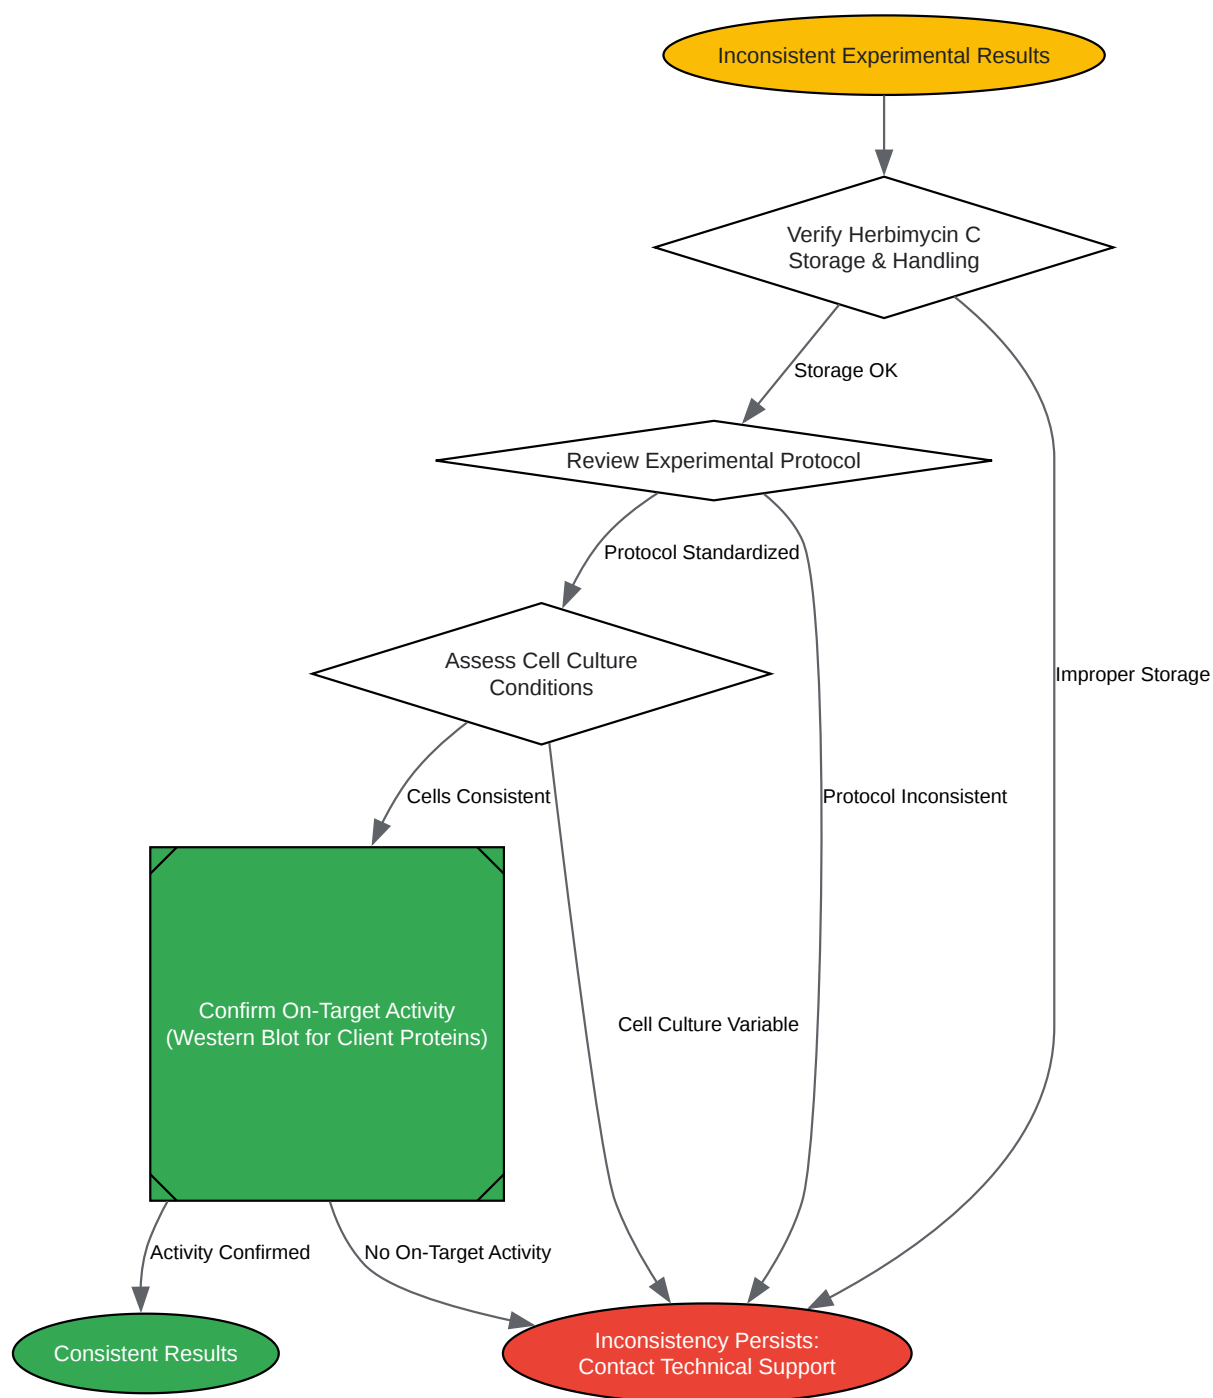 Inconsistent Experimental Results
Verify Herbimycin C
Storage & Handling
Storage OK
Review Experimental Protocol
Protocol Standardized
Assess Cell Culture
Conditions
Improper Storage
Cells Consistent
Protocol Inconsistent
Confirm On-Target Activity
(Western Blot for Client Proteins)
Cell Culture Variable
Activity Confirmed
No On-Target Activity
Consistent Results
Inconsistency Persists:
Contact Technical Support